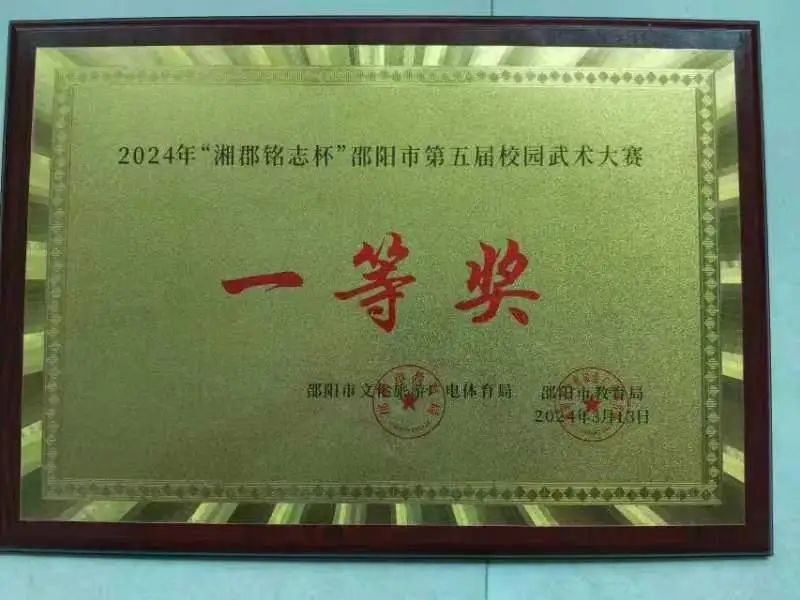 2024年“湘郡铭志杯”邵阳市第五届校园武术大赛
一等奖
邵阳市文化旅游广电体育局
邵阳市教育局
2024年3月13日